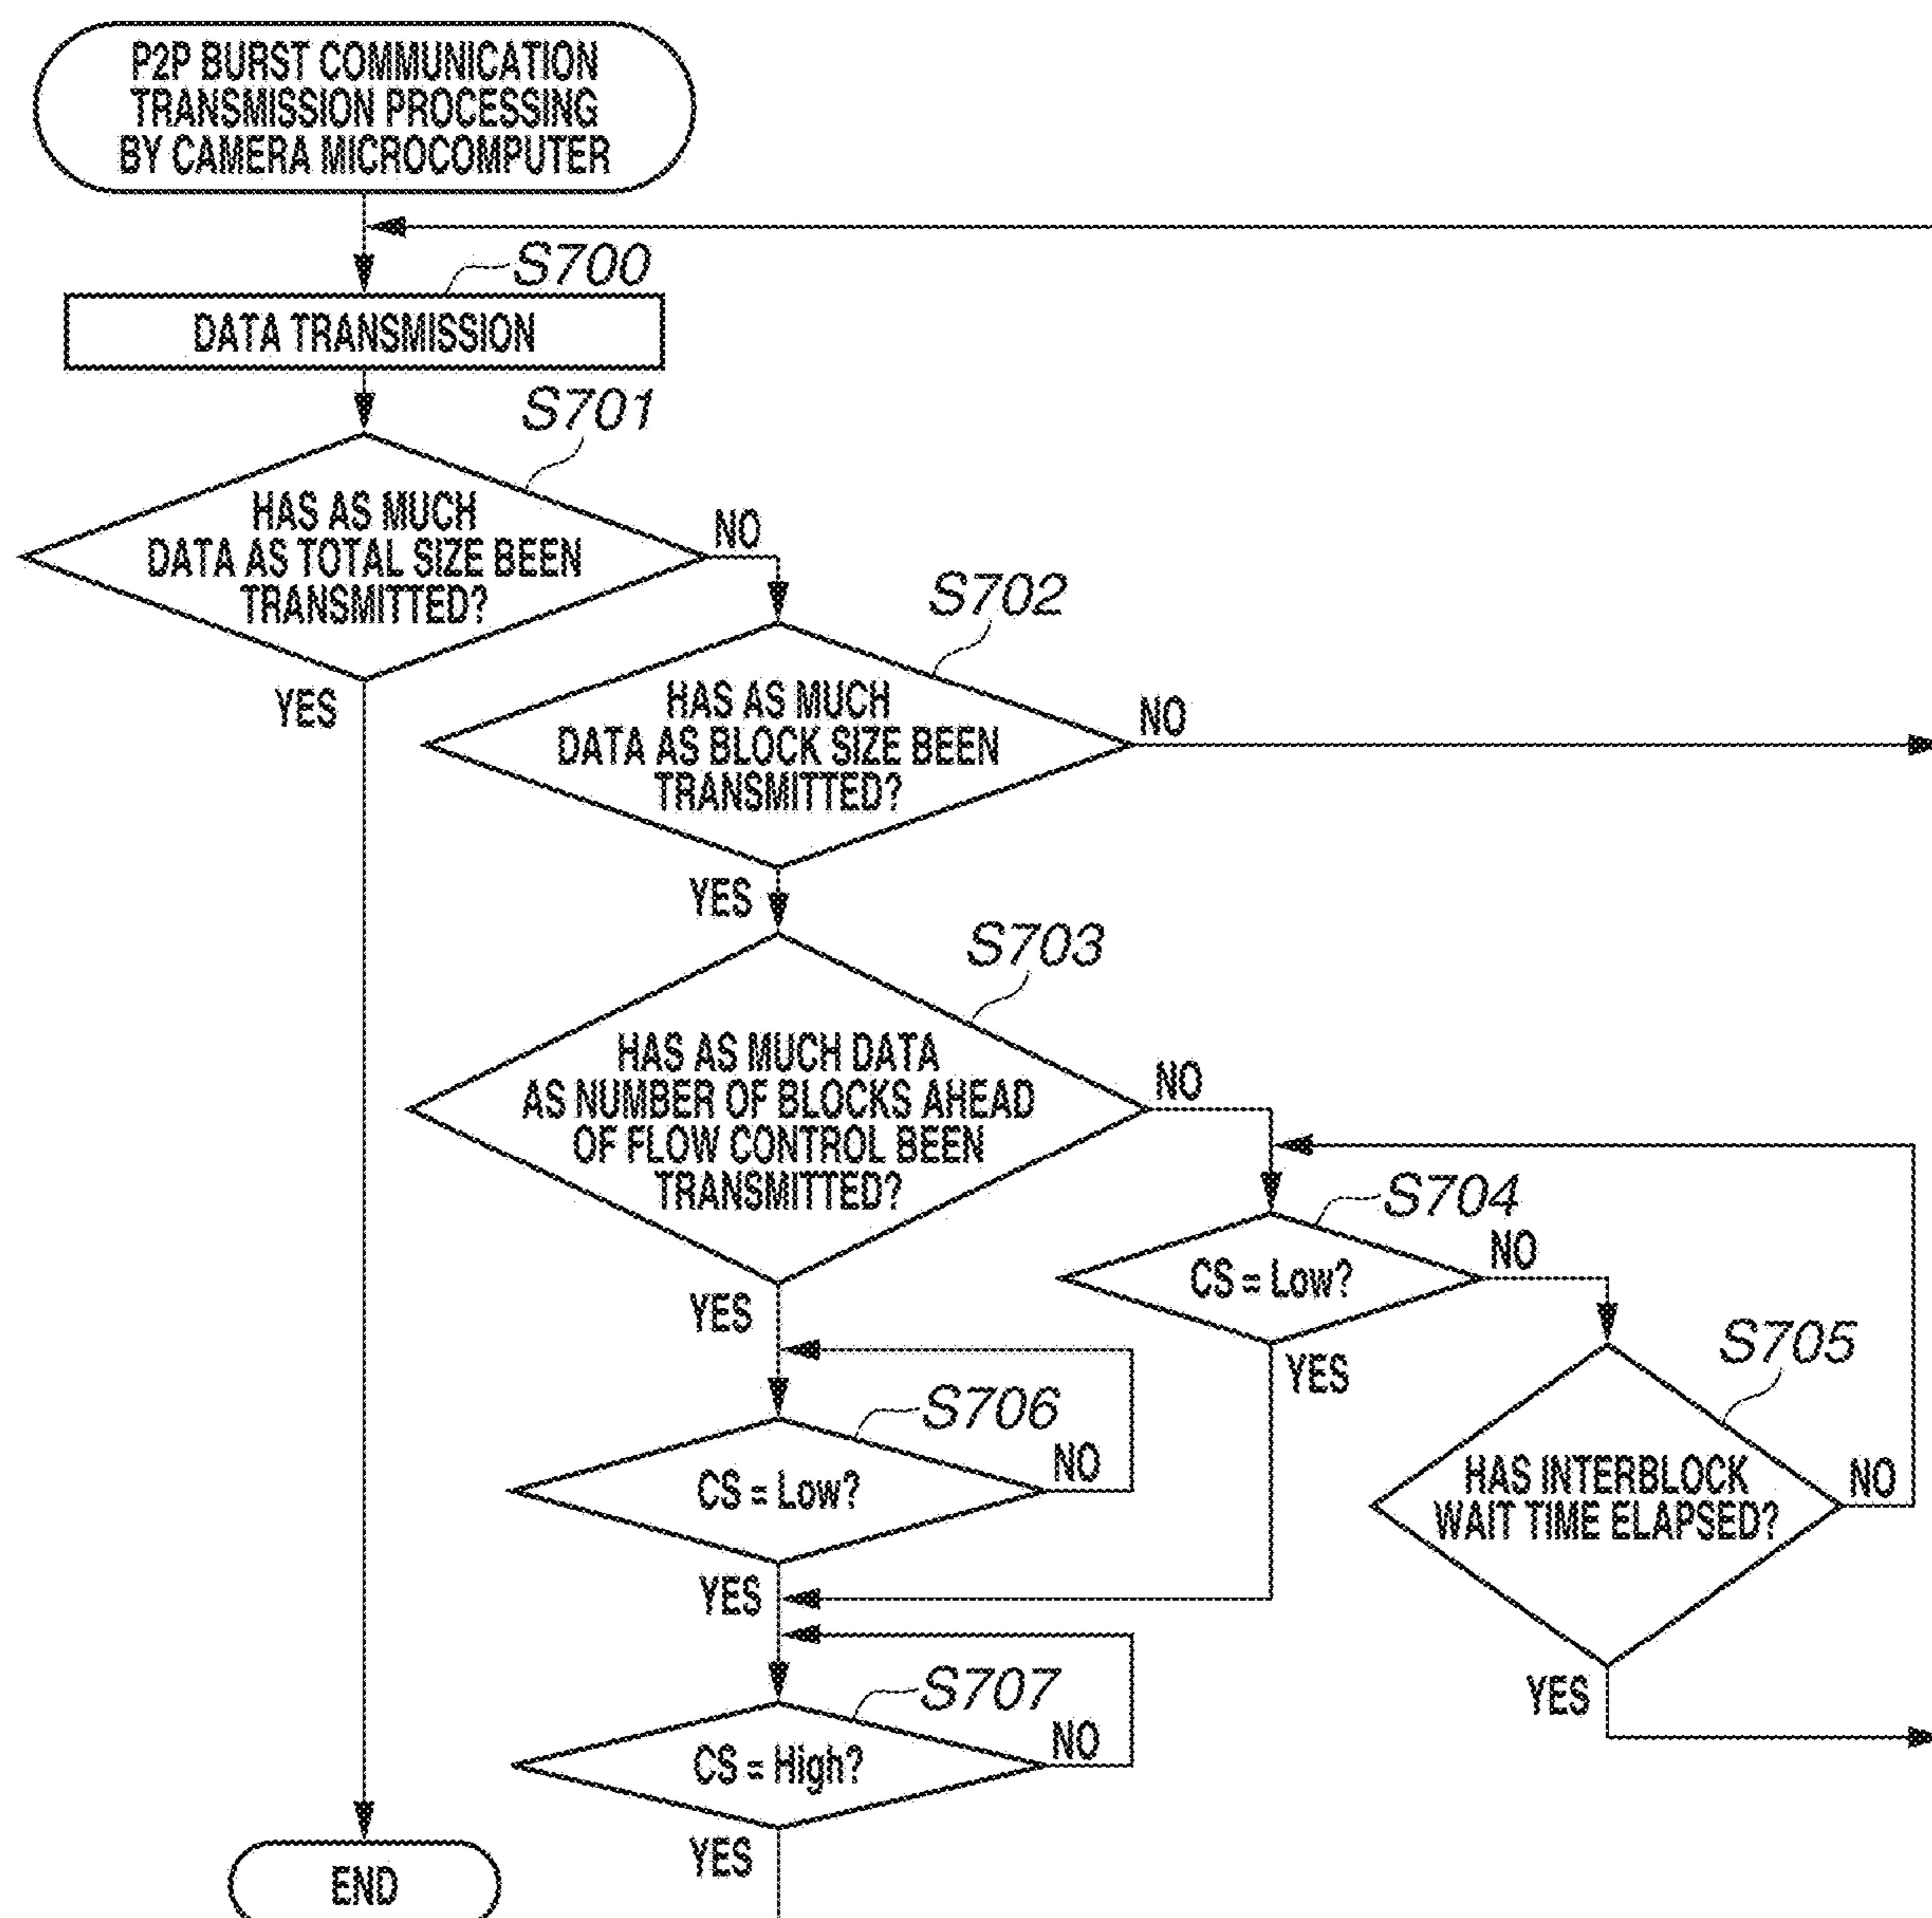 P2P BURST COMMUNICATION
TRANSMISSION PROCESSING
BY CAMERA MICROCOMPUTER
S700
DATA TRANSMISSION
S701
HAS AS MUCH
DATA AS TOTAL SIZE BEEN
TRANSMITTED?
NO
YES
S702
HAS AS MUCH
DATA AS BLOCK SIZE BEEN
TRANSMITTED?
NO
YES
S703
HAS AS MUCH DATA
AS NUMBER OF BLOCKS AHEAD
OF FLOW CONTROL BEEN
TRANSMITTED?
NO
YES
S704
CS = Low?
NO
YES
S705
HAS INTERBLOCK
WAIT TIME ELAPSED?
NO
YES
S706
CS = Low?
NO
YES
S707
CS = High?
NO
YES
END